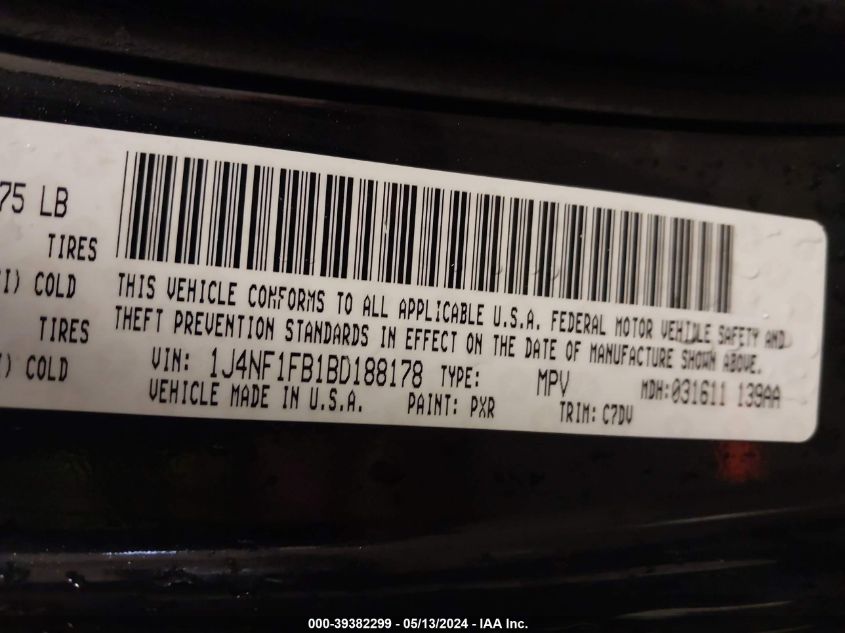 75 LB
TIRES
I) COLD
TIRES
I) COLD
THIS VEHICLE CONFORMS TO ALL APPLICABLE U.S.A. FEDERAL MOTOR VEHICLE SAFETY AND
THEFT PREVENTION STANDARDS IN EFFECT ON THE DATE OF MANUFACTURE SHOWN ABOVE.
VIN: 1J4NF1FB1BD188178 TYPE: MPV MDH:031611 139AA
VEHICLE MADE IN U.S.A. PAINT: PXR TRIM: C7DV
000-39382299 - 05/13/2024 - IAA Inc.